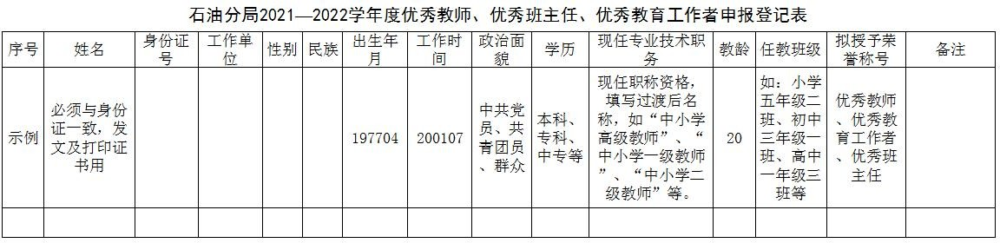 石油分局2021—2022学年度优秀教师、优秀班主任、优秀教育工作者申报登记表
序号
姓名
身份证
号
工作单
位
性别
民族
出生年
月
工作时
间
政治面
貌
学历
现任专业技术职
务
教龄
任教班级
拟授予荣
誉称号
备注
示例
必须与身份
证一致，发
文及打印证
书用
197704
200107
中共党
员、共
青团员
、群众
本科、
专科、
中专等
现任职称资格，
填写过渡后名
称，如“中小学
高级教师”、“
中小学一级教师
”、“中小学二
级教师”等。
20
如：小学
五年级二
班、初中
三年级一
班、高中
一年级三
班等
优秀教师
、优秀教
育工作者
、优秀班
主任